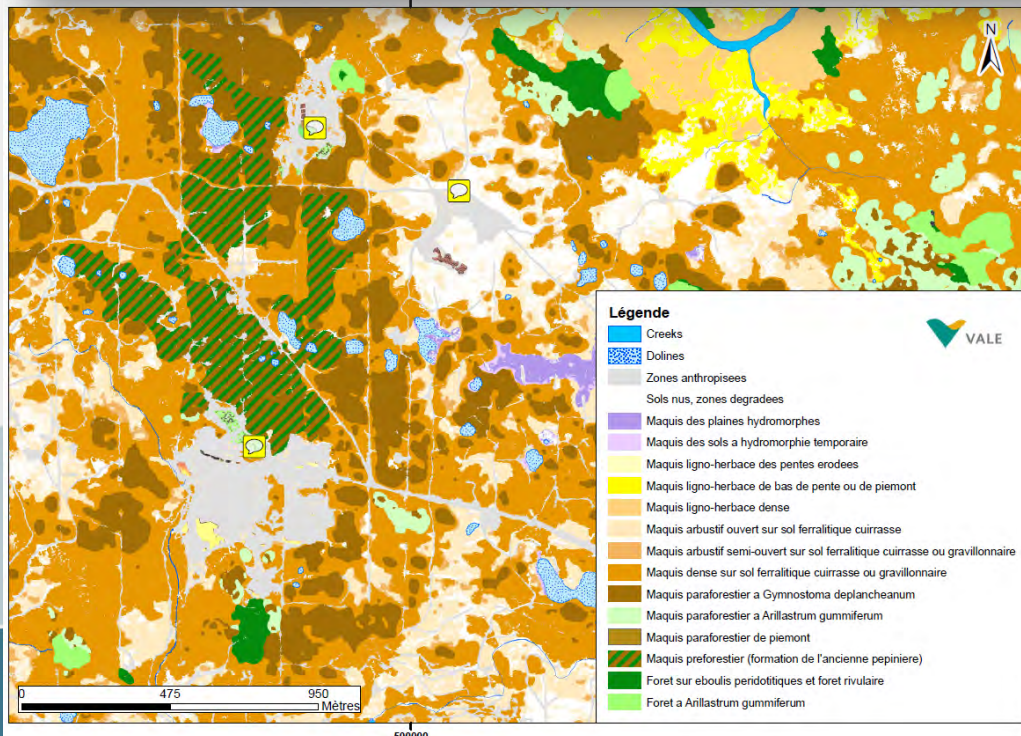 N
Légende
VALE
Creeks
Dolines
Zones anthropisees
Sols nus, zones degradees
Maquis des plaines hydromorphes
Maquis des sols a hydromorphie temporaire
Maquis ligno-herbace des pentes erodees
Maquis ligno-herbace de bas de pente ou de piemont
Maquis ligno-herbace dense
Maquis arbustif ouvert sur sol ferralitique cuirrasse
Maquis arbustif semi-ouvert sur sol ferralitique cuirrasse ou gravillonnaire
Maquis dense sur sol ferralitique cuirrasse ou gravillonnaire
Maquis paraforestier a Gymnostoma deplancheanum
Maquis paraforestier a Arillastrum gummiferum
Maquis paraforestier de piemont
Maquis preforestier (formation de l'ancienne pepiniere)
Foret sur eboulis peridotitiques et foret rivulaire
Foret a Arillastrum gummiferum
0 475 950
Mètres
500000